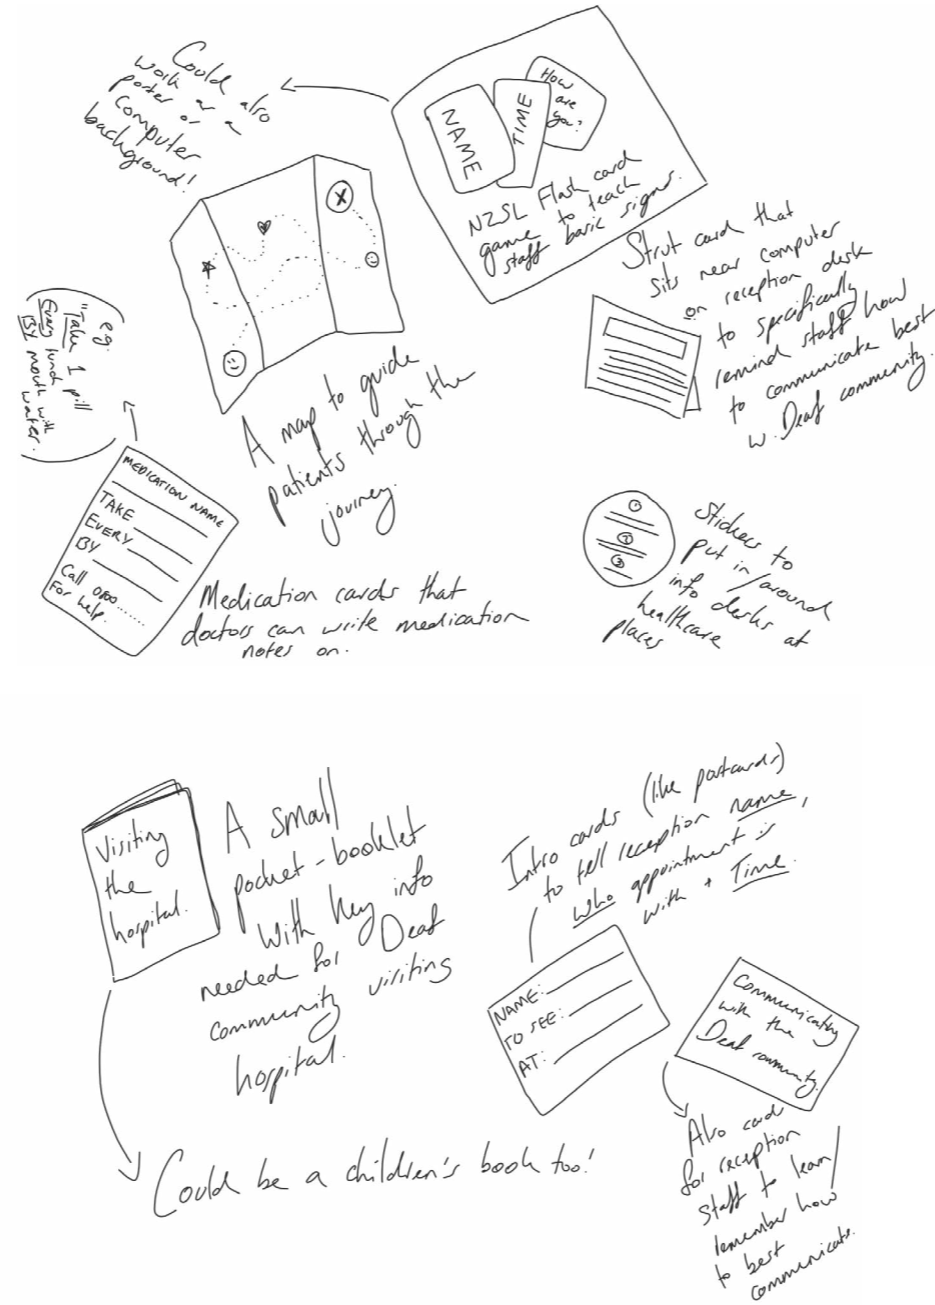 Could also
work as a
poster or
computer
background!
NAME
TIME
How
are
you?
NZSL Flash card
game to teach
staff basic signs.
Strut card that
sits near computer
on reception desk
to specifically
remind staff how
to communicate best
w. Deaf community.
e.g.
"Take 1 pill
Every lunch
By mouth with
water.
X
A map to guide
patients through the
journey.
MEDICATION NAME
TAKE
EVERY
BY
Call 0800......
For help.
Medication cards that
doctors can write medication
notes on.
1
2
3
Stickers to
put in/around
info desks at
healthcare
places
Visiting
the
hospital.
A small
pocket-booklet
with key info
needed for Deaf
community visiting
hospital.
Could be a children's book too!
Intro cards (like postcards)
to tell reception name,
who appointment is
with + Time.
NAME:
TO SEE:
AT:
Communicating
with the
Deaf community.
Also card
for reception
staff to learn/
remember how
to best
communicate.